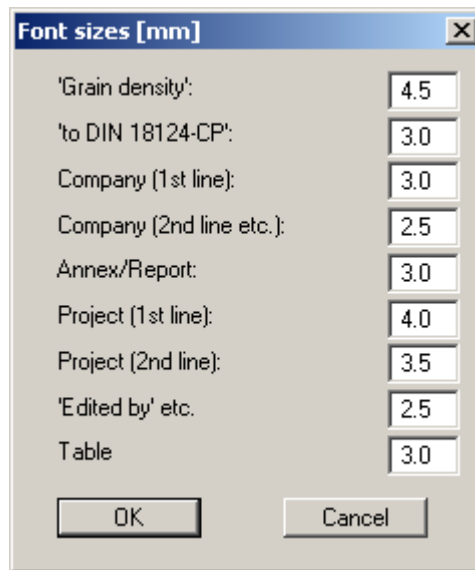 Font sizes [mm]
'Grain density': 4.5
'to DIN 18124-CP': 3.0
Company (1st line): 3.0
Company (2nd line etc.): 2.5
Annex/Report: 3.0
Project (1st line): 4.0
Project (2nd line): 3.5
'Edited by' etc. 2.5
Table 3.0
OK Cancel